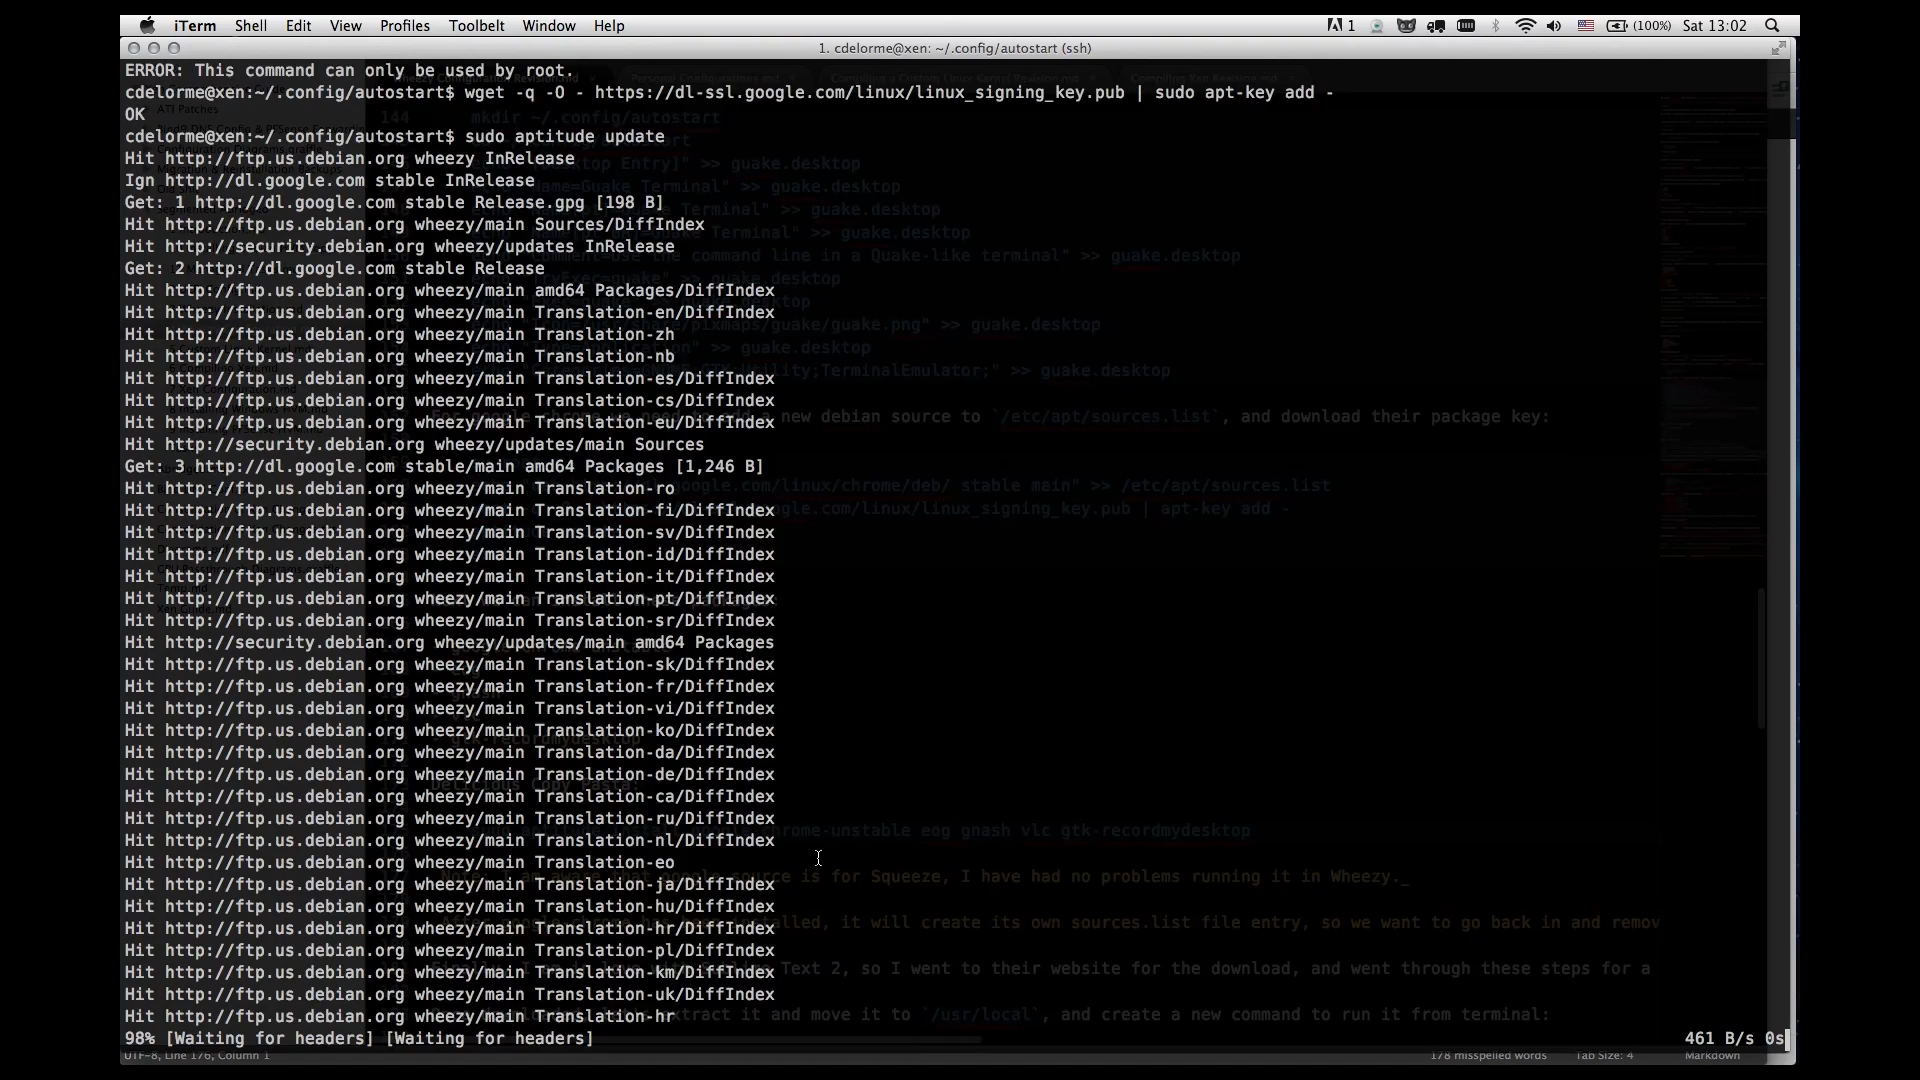 iTerm Shell Edit View Profiles Toolbelt Window Help 1 (100%) Sat 13:02
1. cdelorme@xen: ~/.config/autostart (ssh)
ERROR: This command can only be used by root.
cdelorme@xen:~/.config/autostart$ wget -q -O - https://dl-ssl.google.com/linux/linux_signing_key.pub | sudo apt-key add -
OK
cdelorme@xen:~/.config/autostart$ sudo aptitude update
Hit http://ftp.us.debian.org wheezy InRelease
Ign http://dl.google.com stable InRelease
Get: 1 http://dl.google.com stable Release.gpg [198 B]
Hit http://ftp.us.debian.org wheezy/main Sources/DiffIndex
Hit http://security.debian.org wheezy/updates InRelease
Get: 2 http://dl.google.com stable Release
Hit http://ftp.us.debian.org wheezy/main amd64 Packages/DiffIndex
Hit http://ftp.us.debian.org wheezy/main Translation-en/DiffIndex
Hit http://ftp.us.debian.org wheezy/main Translation-zh
Hit http://ftp.us.debian.org wheezy/main Translation-nb
Hit http://ftp.us.debian.org wheezy/main Translation-es/DiffIndex
Hit http://ftp.us.debian.org wheezy/main Translation-cs/DiffIndex
Hit http://ftp.us.debian.org wheezy/main Translation-eu/DiffIndex
Hit http://security.debian.org wheezy/updates/main Sources
Get: 3 http://dl.google.com stable/main amd64 Packages [1,246 B]
Hit http://ftp.us.debian.org wheezy/main Translation-ro
Hit http://ftp.us.debian.org wheezy/main Translation-fi/DiffIndex
Hit http://ftp.us.debian.org wheezy/main Translation-sv/DiffIndex
Hit http://ftp.us.debian.org wheezy/main Translation-id/DiffIndex
Hit http://ftp.us.debian.org wheezy/main Translation-it/DiffIndex
Hit http://ftp.us.debian.org wheezy/main Translation-pt/DiffIndex
Hit http://ftp.us.debian.org wheezy/main Translation-sr/DiffIndex
Hit http://security.debian.org wheezy/updates/main amd64 Packages
Hit http://ftp.us.debian.org wheezy/main Translation-sk/DiffIndex
Hit http://ftp.us.debian.org wheezy/main Translation-fr/DiffIndex
Hit http://ftp.us.debian.org wheezy/main Translation-vi/DiffIndex
Hit http://ftp.us.debian.org wheezy/main Translation-ko/DiffIndex
Hit http://ftp.us.debian.org wheezy/main Translation-da/DiffIndex
Hit http://ftp.us.debian.org wheezy/main Translation-de/DiffIndex
Hit http://ftp.us.debian.org wheezy/main Translation-ca/DiffIndex
Hit http://ftp.us.debian.org wheezy/main Translation-ru/DiffIndex
Hit http://ftp.us.debian.org wheezy/main Translation-nl/DiffIndex
Hit http://ftp.us.debian.org wheezy/main Translation-eo
Hit http://ftp.us.debian.org wheezy/main Translation-ja/DiffIndex
Hit http://ftp.us.debian.org wheezy/main Translation-hu/DiffIndex
Hit http://ftp.us.debian.org wheezy/main Translation-hr/DiffIndex
Hit http://ftp.us.debian.org wheezy/main Translation-pl/DiffIndex
Hit http://ftp.us.debian.org wheezy/main Translation-km/DiffIndex
Hit http://ftp.us.debian.org wheezy/main Translation-uk/DiffIndex
Hit http://ftp.us.debian.org wheezy/main Translation-hr
98% [Waiting for headers] [Waiting for headers] 461 B/s 0s
UTF-8, Line 176, Column 1 178 misspelled words Tab Size: 4 Markdown